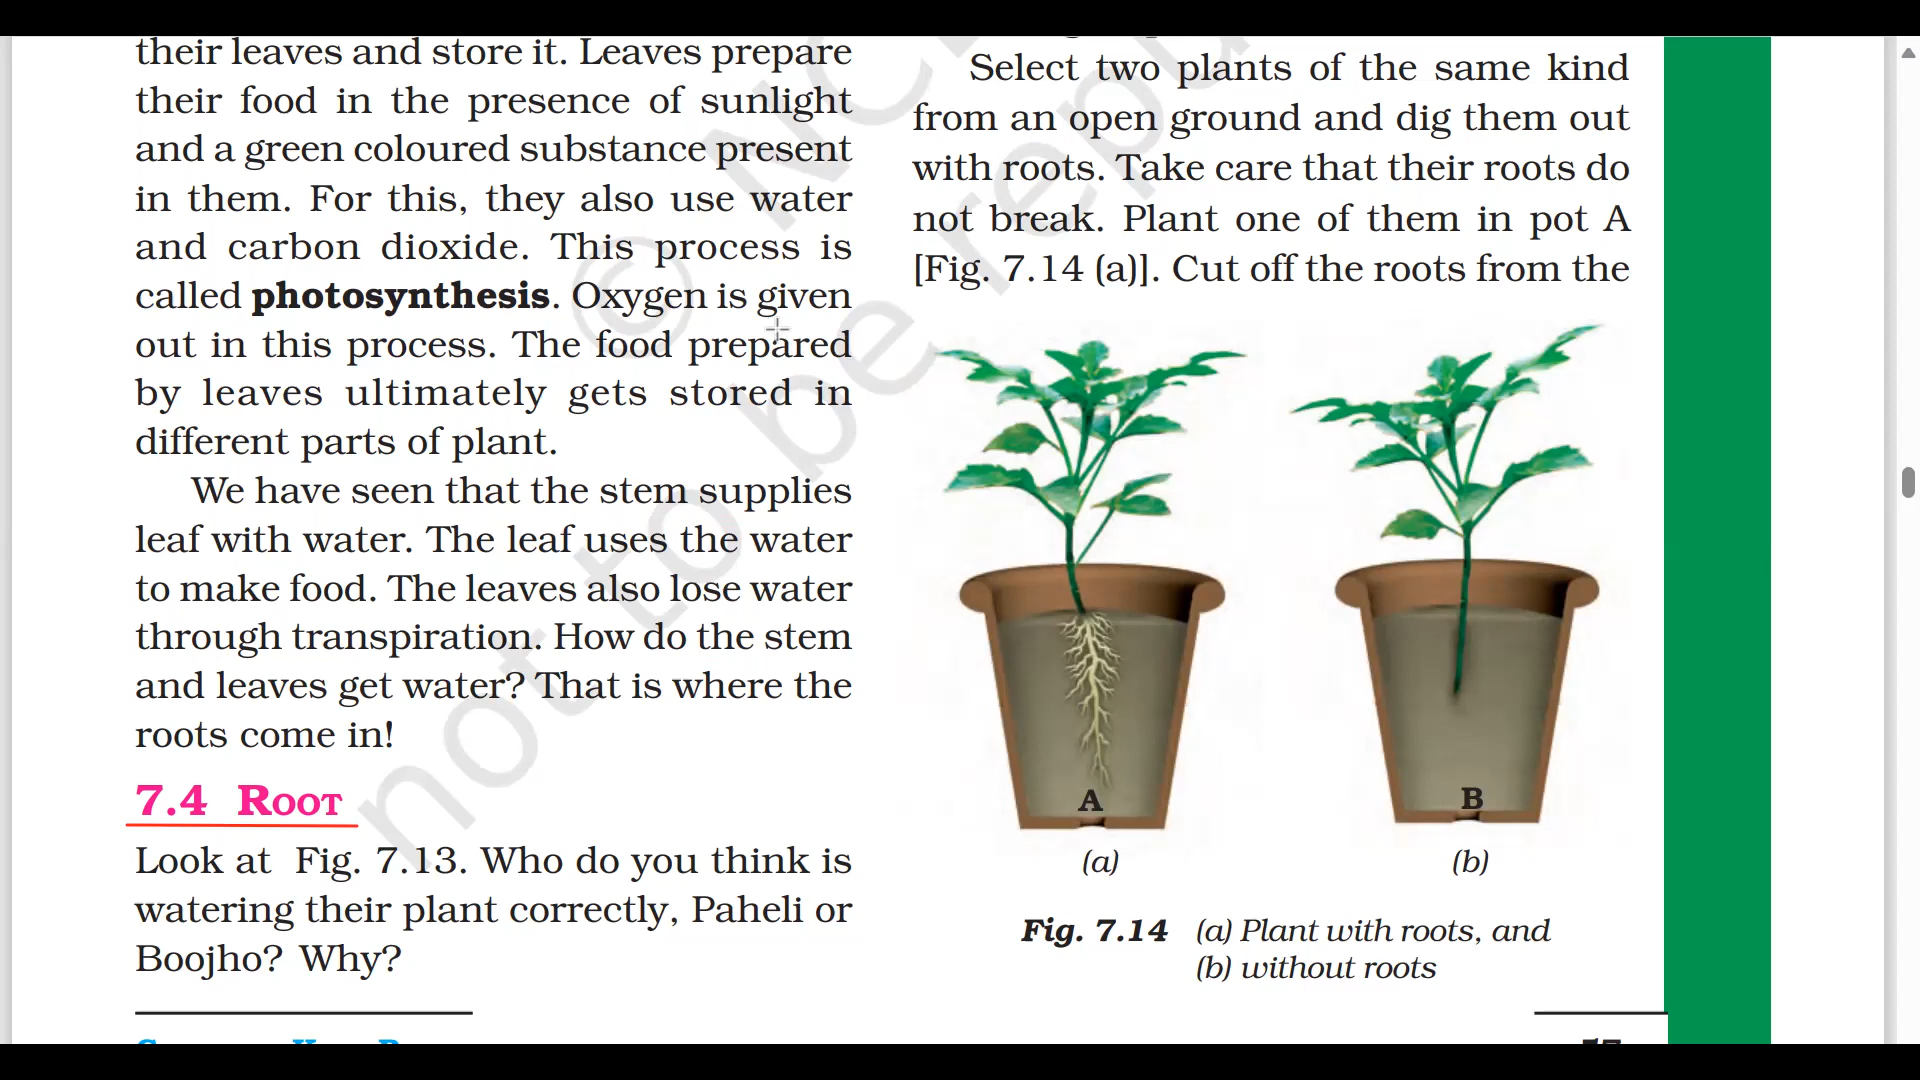 their leaves and store it. Leaves prepare
their food in the presence of sunlight
and a green coloured substance present
in them. For this, they also use water
and carbon dioxide. This process is
called photosynthesis. Oxygen is given
out in this process. The food prepared
by leaves ultimately gets stored in
different parts of plant.
We have seen that the stem supplies
leaf with water. The leaf uses the water
to make food. The leaves also lose water
through transpiration. How do the stem
and leaves get water? That is where the
roots come in!
7.4 ROOT
Look at Fig. 7.13. Who do you think is
watering their plant correctly, Paheli or
Boojho? Why?
Select two plants of the same kind
from an open ground and dig them out
with roots. Take care that their roots do
not break. Plant one of them in pot A
[Fig. 7.14 (a)]. Cut off the roots from the
A
B
(a)
(b)
Fig. 7.14 (a) Plant with roots, and
(b) without roots
not to be repu
© NC